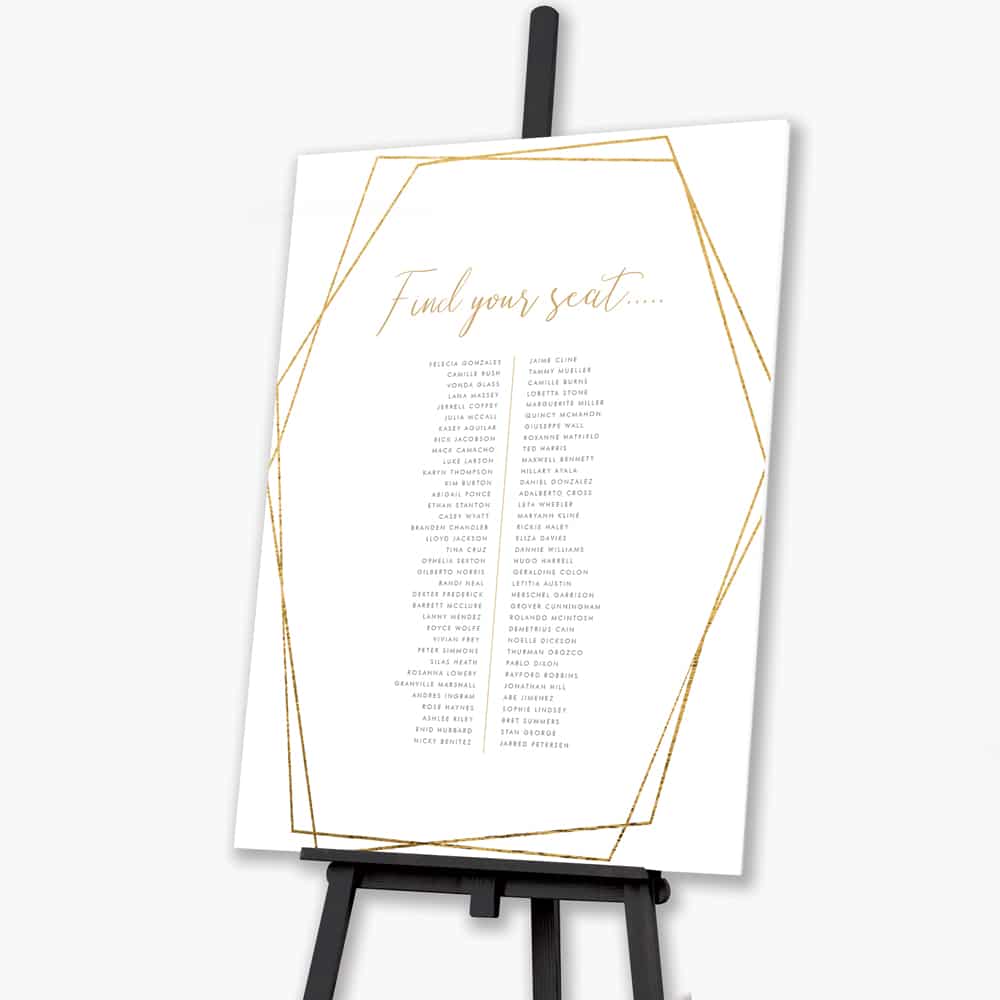 Find your seat.....
FELECIA GONZALES
CAMILLE RUSH
VONDA GLASS
LANA MASSEY
JERRELL COFFEY
JULIA MCCALL
KASEY AGUILAR
RICK JACOBSON
MACK CAMACHO
LUKE LARSON
KARYN THOMPSON
KIM BURTON
ABIGAIL PONCE
ETHAN STANTON
CASEY WYATT
BRANDEN CHANDLER
LLOYD JACKSON
TINA CRUZ
OPHELIA SEXTON
GILBERTO NORRIS
RANDI NEAL
DEXTER FREDERICK
BARRETT MCCLURE
LANNY MENDEZ
ROYCE WOLFE
VIVIAN FREY
PETER SIMMONS
SILAS HEATH
ROSANNA LOWERY
GRANVILLE MARSHALL
ANDRES INGRAM
ROSE HAYNES
ASHLEE RILEY
ENID HUBBARD
NICKY BENITEZ
JAIME CLINE
TAMMY MUELLER
CAMILLE BURNS
LORETTA STONE
MARGUERITE MILLER
QUINCY MCMAHON
GIUSEPPE WALL
ROXANNE HATFIELD
TED HARRIS
MAXWELL BENNETT
HILLARY AYALA
DANIEL GONZALEZ
ADALBERTO CROSS
LETA WHEELER
MARYANN KLINE
RICKIE HALEY
ELIZA DAVIES
DANNIE WILLIAMS
HUGO HARRELL
GERALDINE COLON
LETITIA AUSTIN
HERSCHEL GARRISON
GROVER CUNNINGHAM
ROLANDO MCINTOSH
DEMETRIUS CAIN
NOELLE DICKSON
THURMAN OROZCO
PABLO DIXON
RAYFORD ROBBINS
JONATHAN HILL
ABE JIMENEZ
SOPHIE LINDSEY
BRET SUMMERS
STAN GEORGE
JARRED PETERSEN